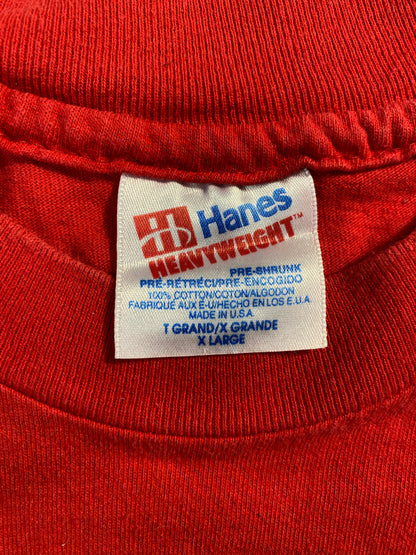 Hanes
HEAVYWEIGHT™
PRE-SHRUNK
PRÉ-RÉTRÉCI/PRE-ENCOGIDO
100% COTTON/COTON/ALGODON
FABRIQUÉ AUX É-U/HECHO EN LOS E.U.A.
MADE IN U.S.A.
T GRAND/X GRANDE
X LARGE